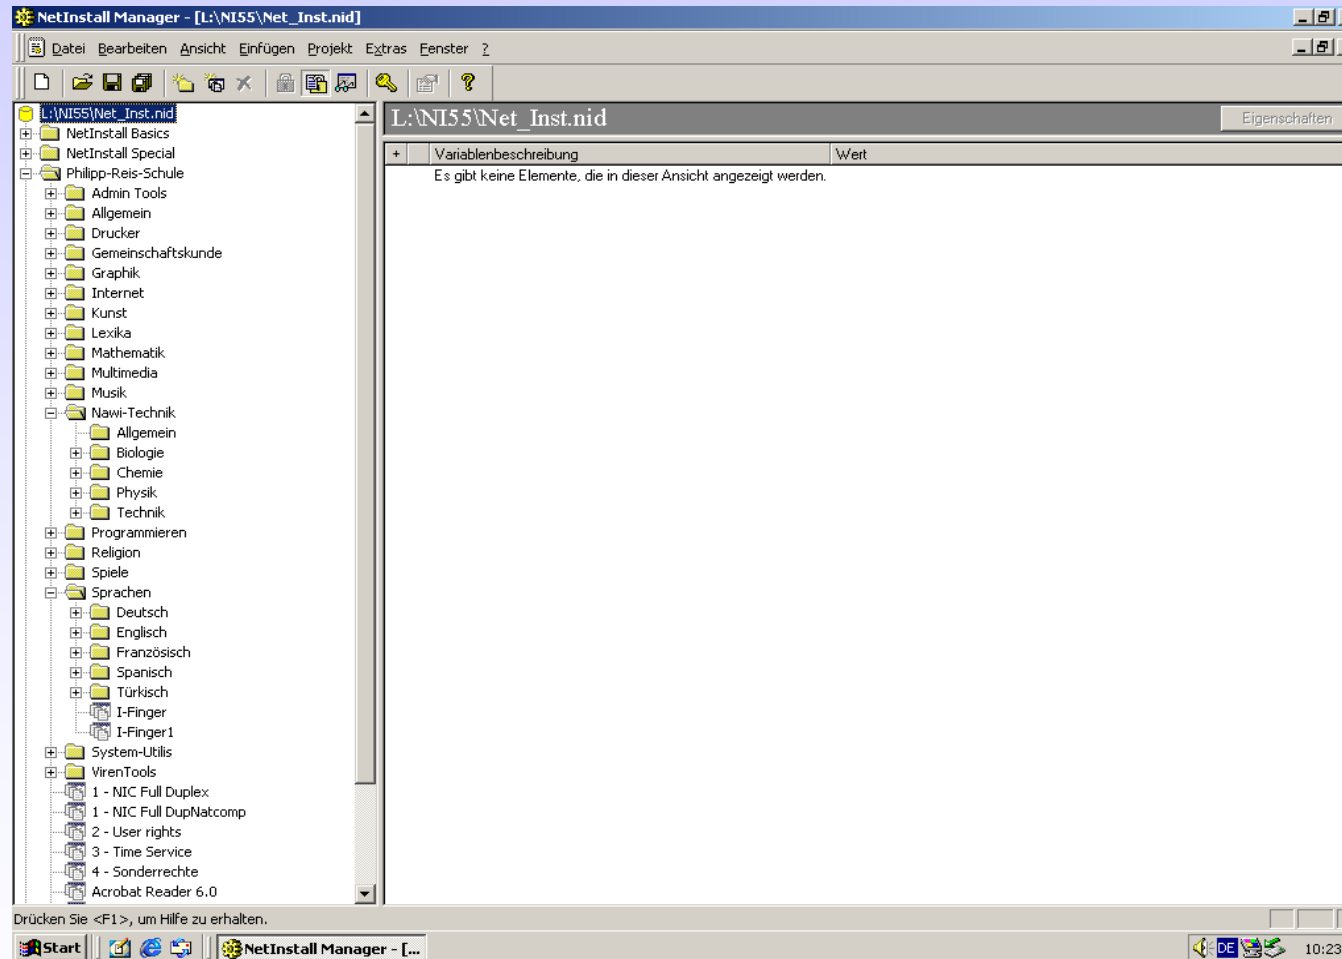 NetInstall Manager - [L:\NI55\Net_Inst.nid]
Datei Bearbeiten Ansicht Einfügen Projekt Extras Fenster ?
L:\NI55\Net_Inst.nid
NetInstall Basics
NetInstall Special
Philipp-Reis-Schule
Admin Tools
Allgemein
Drucker
Gemeinschaftskunde
Graphik
Internet
Kunst
Lexika
Mathematik
Multimedia
Musik
Nawi-Technik
Allgemein
Biologie
Chemie
Physik
Technik
Programmieren
Religion
Spiele
Sprachen
Deutsch
Englisch
Französisch
Spanisch
Türkisch
I-Finger
I-Finger1
System-Utilis
VirenTools
1 - NIC Full Duplex
1 - NIC Full DupNatcomp
2 - User rights
3 - Time Service
4 - Sonderrechte
Acrobat Reader 6.0
L:\NI55\Net_Inst.nid
Eigenschaften
+ Variablenbeschreibung Wert
Es gibt keine Elemente, die in dieser Ansicht angezeigt werden.
Drücken Sie <F1>, um Hilfe zu erhalten.
Start NetInstall Manager - [... DE 10:23